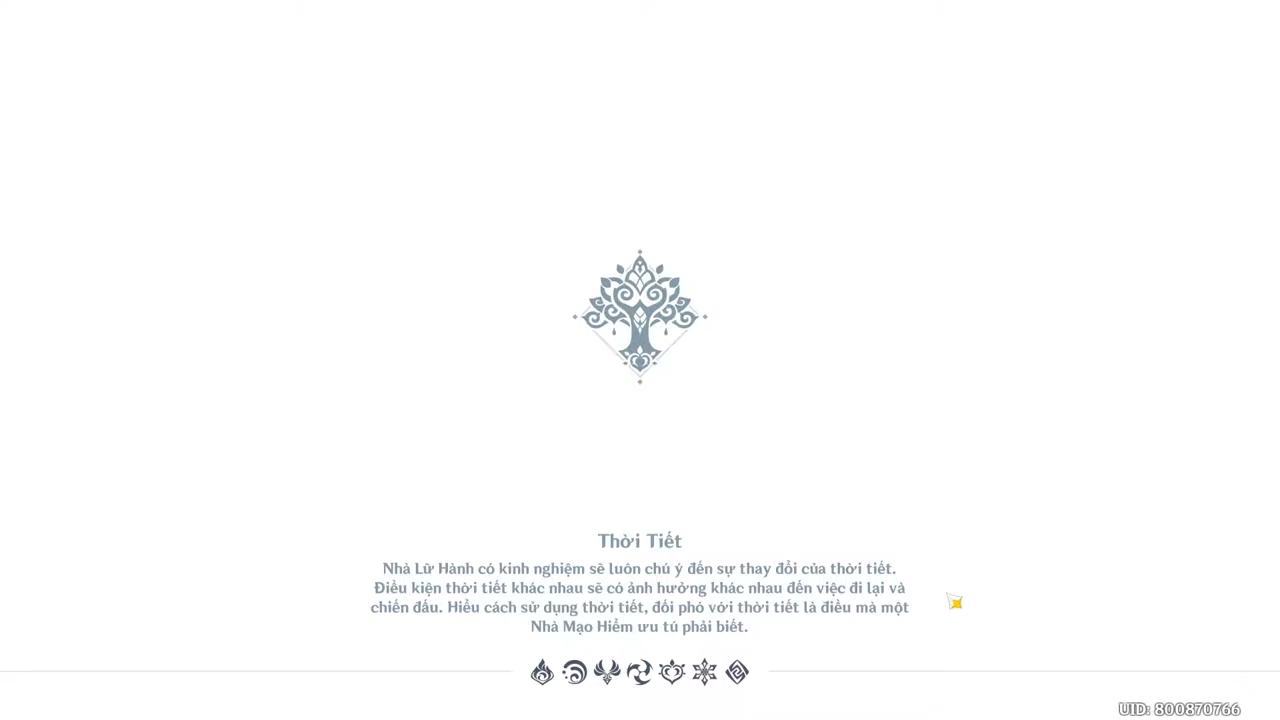 Thời Tiết
Nhà Lữ Hành có kinh nghiệm sẽ luôn chú ý đến sự thay đổi của thời tiết.
Điều kiện thời tiết khác nhau sẽ có ảnh hưởng khác nhau đến việc đi lại và
chiến đấu. Hiểu cách sử dụng thời tiết, đối phó với thời tiết là điều mà một
Nhà Mạo Hiểm ưu tú phải biết.
UID: 800870766